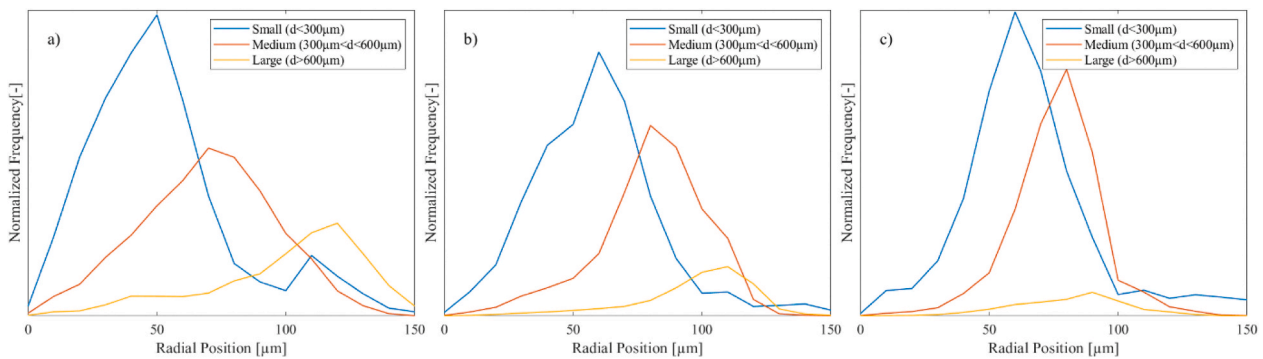 a)
Small (d<300µm)
Medium (300µm<d<600µm)
Large (d>600µm)
Normalized Frequency[-]
0
50
100
150
Radial Position [µm]
b)
Small (d<300µm)
Medium (300µm<d<600µm)
Large (d>600µm)
Normalized Frequency[-]
0
50
100
150
Radial Position [µm]
c)
Small (d<300µm)
Medium (300µm<d<600µm)
Large (d>600µm)
Normalized Frequency[-]
0
50
100
150
Radial Position [µm]